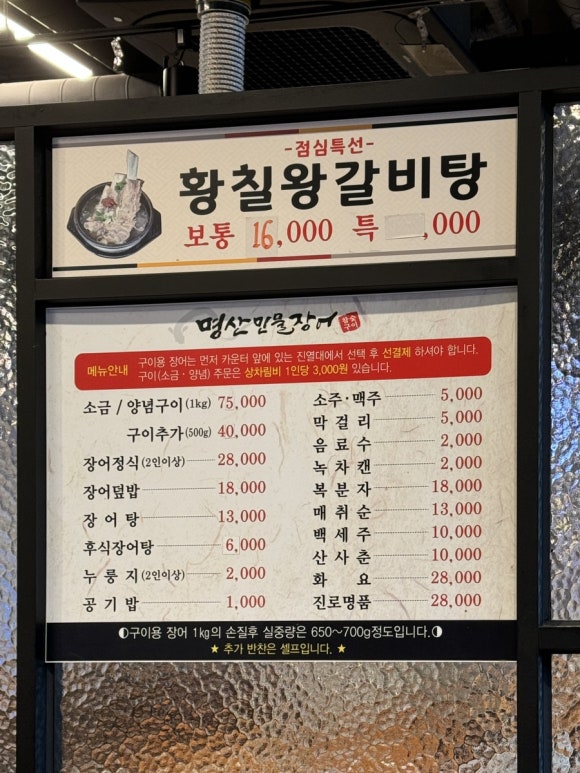 -점심특선-
황칠왕갈비탕
보통 16,000 특 ,000
명산민물장어 참숯구이
메뉴안내 구이용 장어는 먼저 카운터 앞에 있는 진열대에서 선택 후 선결제 하셔야 합니다.
구이(소금·양념) 주문은 상차림비 1인당 3,000원 있습니다.
소금 / 양념구이(1kg) 75,000
구이추가(500g) 40,000
장어정식(2인이상) 28,000
장어덮밥 18,000
장어탕 13,000
후식장어탕 6,000
누룽지(2인이상) 2,000
공기밥 1,000
소주·맥주 5,000
막걸리 5,000
음료수 2,000
녹차캔 2,000
복분자 18,000
매취순 13,000
백세주 10,000
산사춘 10,000
화요 28,000
진로명품 28,000
◐구이용 장어 1kg의 손질후 실중량은 650~700g정도입니다.◑
★ 추가 반찬은 셀프입니다. ★